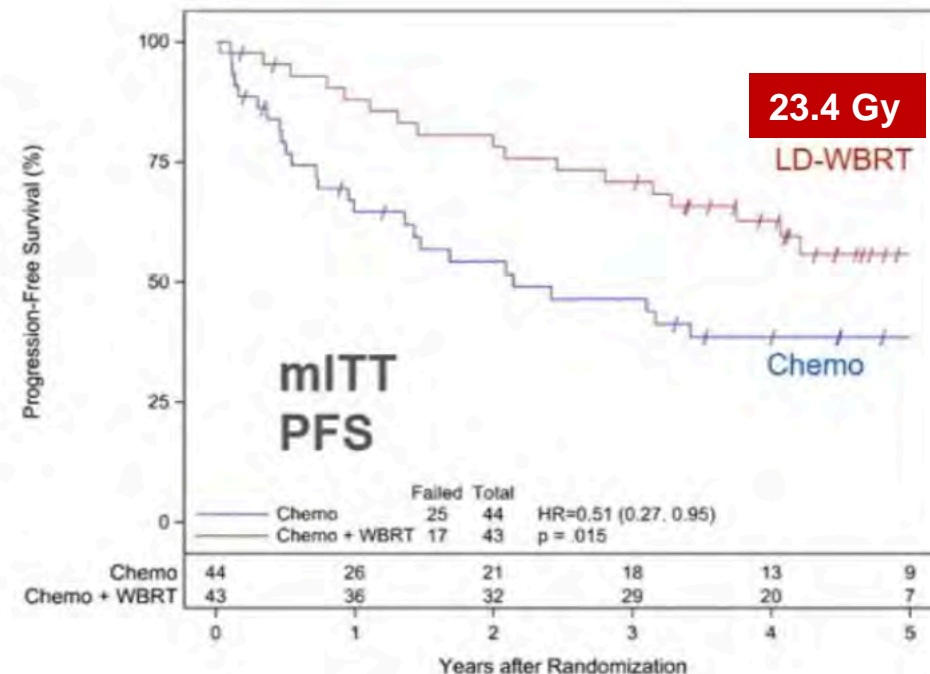 Progression-Free Survival (%)
100
75
50
25
0
23.4 Gy
LD-WBRT
Chemo
mITT
PFS
Failed Total
Chemo 25 44 HR=0.51 (0.27, 0.95)
Chemo + WBRT 17 43 p = .015
Chemo 44 26 21 18 13 9
Chemo + WBRT 43 36 32 29 20 7
0 1 2 3 4 5
Years after Randomization